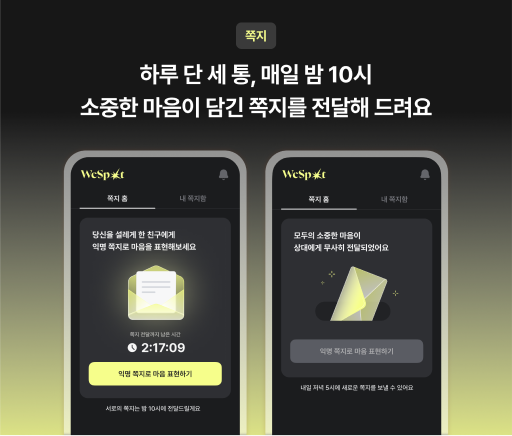 쪽지
하루 단 세 통, 매일 밤 10시
소중한 마음이 담긴 쪽지를 전달해 드려요
WeSpot
쪽지 홈
내 쪽지함
당신을 설레게 한 친구에게
익명 쪽지로 마음을 표현해보세요
쪽지 전달까지 남은 시간
2:17:09
익명 쪽지로 마음 표현하기
서로의 쪽지는 밤 10시에 전달드릴게요
WeSpot
쪽지 홈
내 쪽지함
모두의 소중한 마음이
상대에게 무사히 전달되었어요
익명 쪽지로 마음 표현하기
내일 저녁 5시에 새로운 쪽지를 보낼 수 있어요